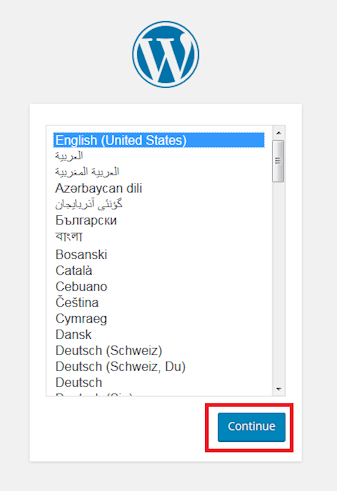 English (United States)
العربية
العربية المغربية
Azərbaycan dili
گؤنئی آذربایجان
Български
বাংলা
Bosanski
Català
Cebuano
Čeština
Cymraeg
Dansk
Deutsch (Schweiz)
Deutsch (Schweiz, Du)
Deutsch
Continue